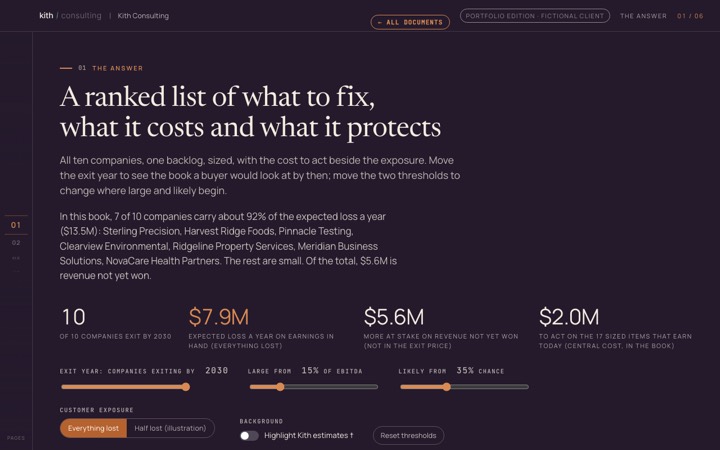 kith / consulting | Kith Consulting
← ALL DOCUMENTS
PORTFOLIO EDITION · FICTIONAL CLIENT
THE ANSWER
01 / 06
01 THE ANSWER
A ranked list of what to fix,
what it costs and what it protects
All ten companies, one backlog, sized, with the cost to act beside the exposure. Move
the exit year to see the book a buyer would look at by then; move the two thresholds to
change where large and likely begin.
In this book, 7 of 10 companies carry about 92% of the expected loss a year
($13.5M): Sterling Precision, Harvest Ridge Foods, Pinnacle Testing,
Clearview Environmental, Ridgeline Property Services, Meridian Business
Solutions, NovaCare Health Partners. The rest are small. Of the total, $5.6M is
revenue not yet won.
01
02
10
OF 10 COMPANIES EXIT BY 2030
$7.9M
EXPECTED LOSS A YEAR ON EARNINGS IN
HAND (EVERYTHING LOST)
$5.6M
MORE AT STAKE ON REVENUE NOT YET WON
(NOT IN THE EXIT PRICE)
$2.0M
TO ACT ON THE 17 SIZED ITEMS THAT EARN
TODAY (CENTRAL COST, IN THE BOOK)
EXIT YEAR: COMPANIES EXITING BY 2030
LARGE FROM 15% OF EBITDA
LIKELY FROM 35% CHANCE
CUSTOMER EXPOSURE
Everything lost
Half lost (illustration)
BACKGROUND
Highlight Kith estimates †
Reset thresholds
PAGES